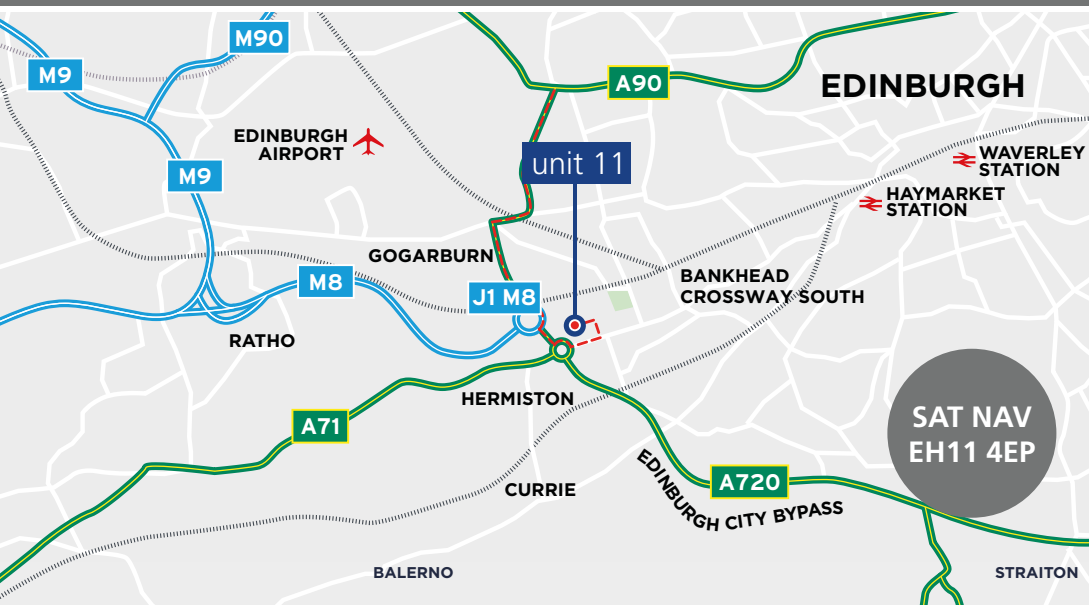 M90
M9
A90
EDINBURGH
EDINBURGH
AIRPORT
unit 11
WAVERLEY
STATION
M9
HAYMARKET
STATION
GOGARBURN
M8
BANKHEAD
CROSSWAY SOUTH
J1 M8
RATHO
HERMISTON
A71
SAT NAV
EH11 4EP
CURRIE
A720
EDINBURGH CITY BYPASS
BALERNO
STRAITON